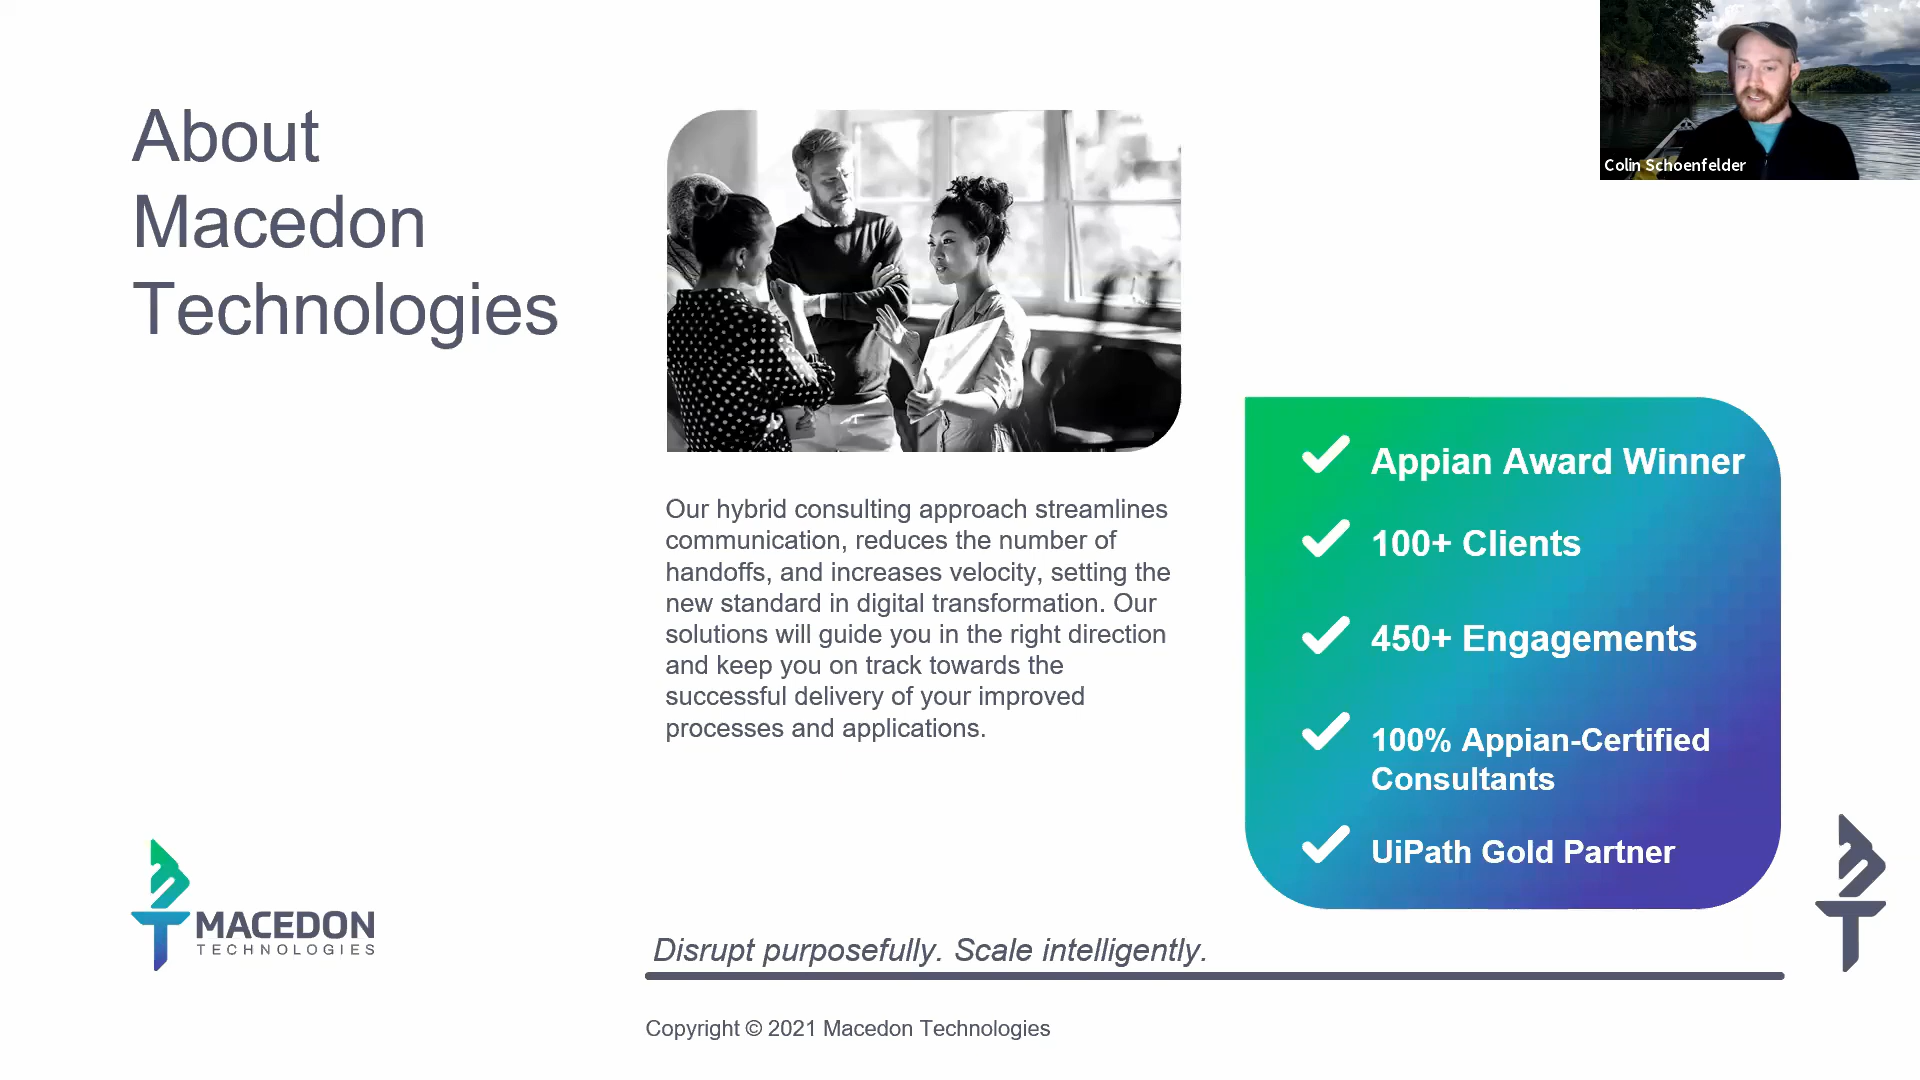 About
Macedon
Technologies
Colin Schoenfelder
Our hybrid consulting approach streamlines
communication, reduces the number of
handoffs, and increases velocity, setting the
new standard in digital transformation. Our
solutions will guide you in the right direction
and keep you on track towards the
successful delivery of your improved
processes and applications.
Appian Award Winner
100+ Clients
450+ Engagements
100% Appian-Certified
Consultants
UiPath Gold Partner
MACEDON
TECHNOLOGIES
Disrupt purposefully. Scale intelligently.
Copyright © 2021 Macedon Technologies